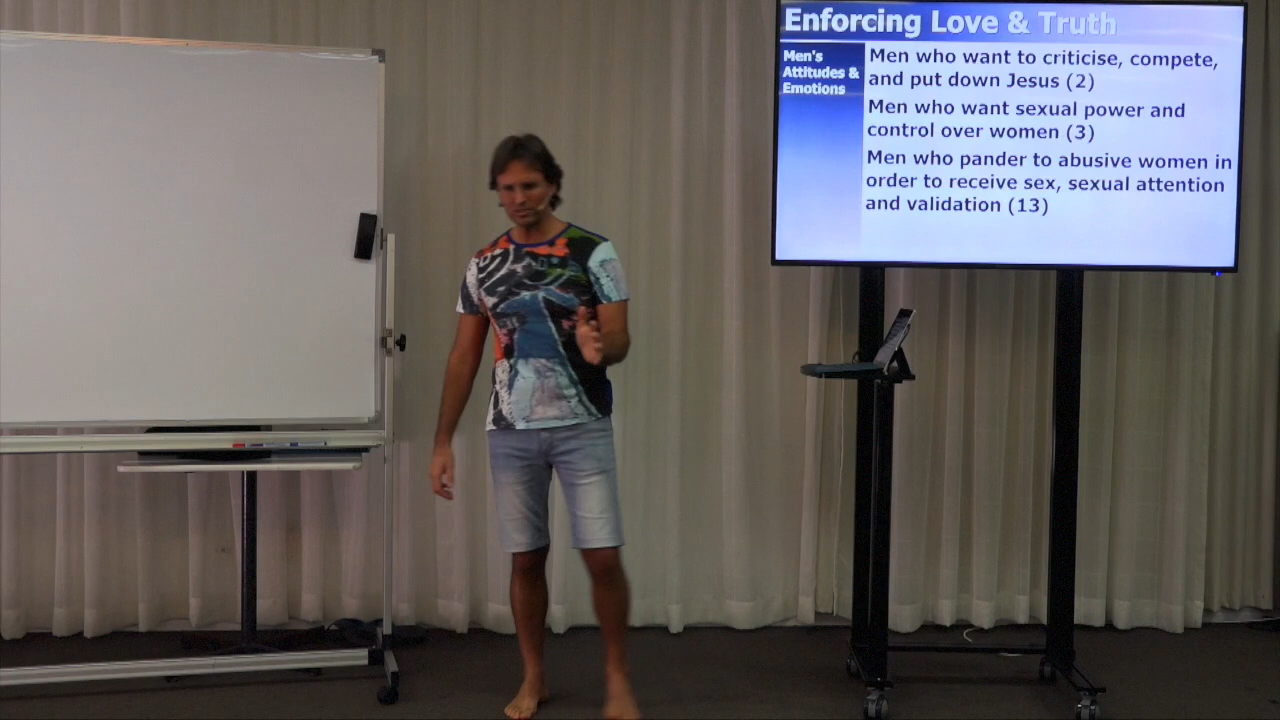 Enforcing Love & Truth
Men's
Attitudes &
Emotions
Men who want to criticise, compete,
and put down Jesus (2)
Men who want sexual power and
control over women (3)
Men who pander to abusive women in
order to receive sex, sexual attention
and validation (13)